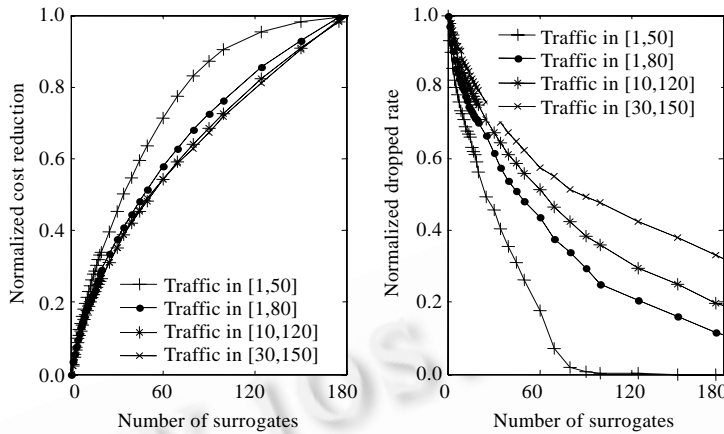 1.0
0.8
0.6
0.4
0.2
0.0
Normalized cost reduction
Traffic in [1,50]
Traffic in [1,80]
Traffic in [10,120]
Traffic in [30,150]
0
60
120
180
Number of surrogates
1.0
0.8
0.6
0.4
0.2
0.0
Normalized dropped rate
Traffic in [1,50]
Traffic in [1,80]
Traffic in [10,120]
Traffic in [30,150]
0
60
120
180
Number of surrogates